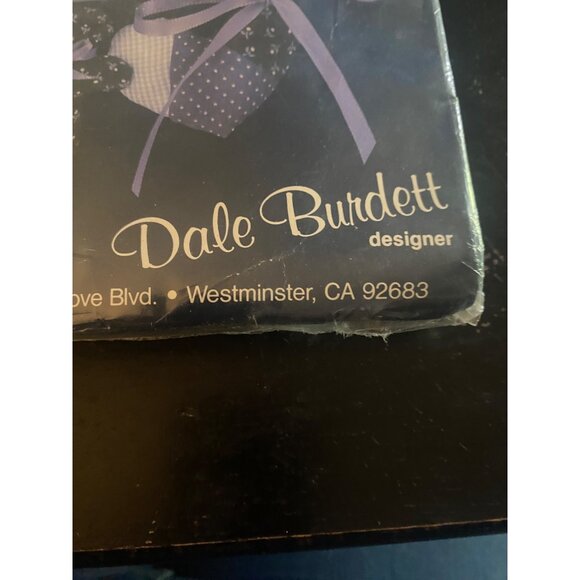 Dale Burdett
designer
ove Blvd. • Westminster, CA 92683